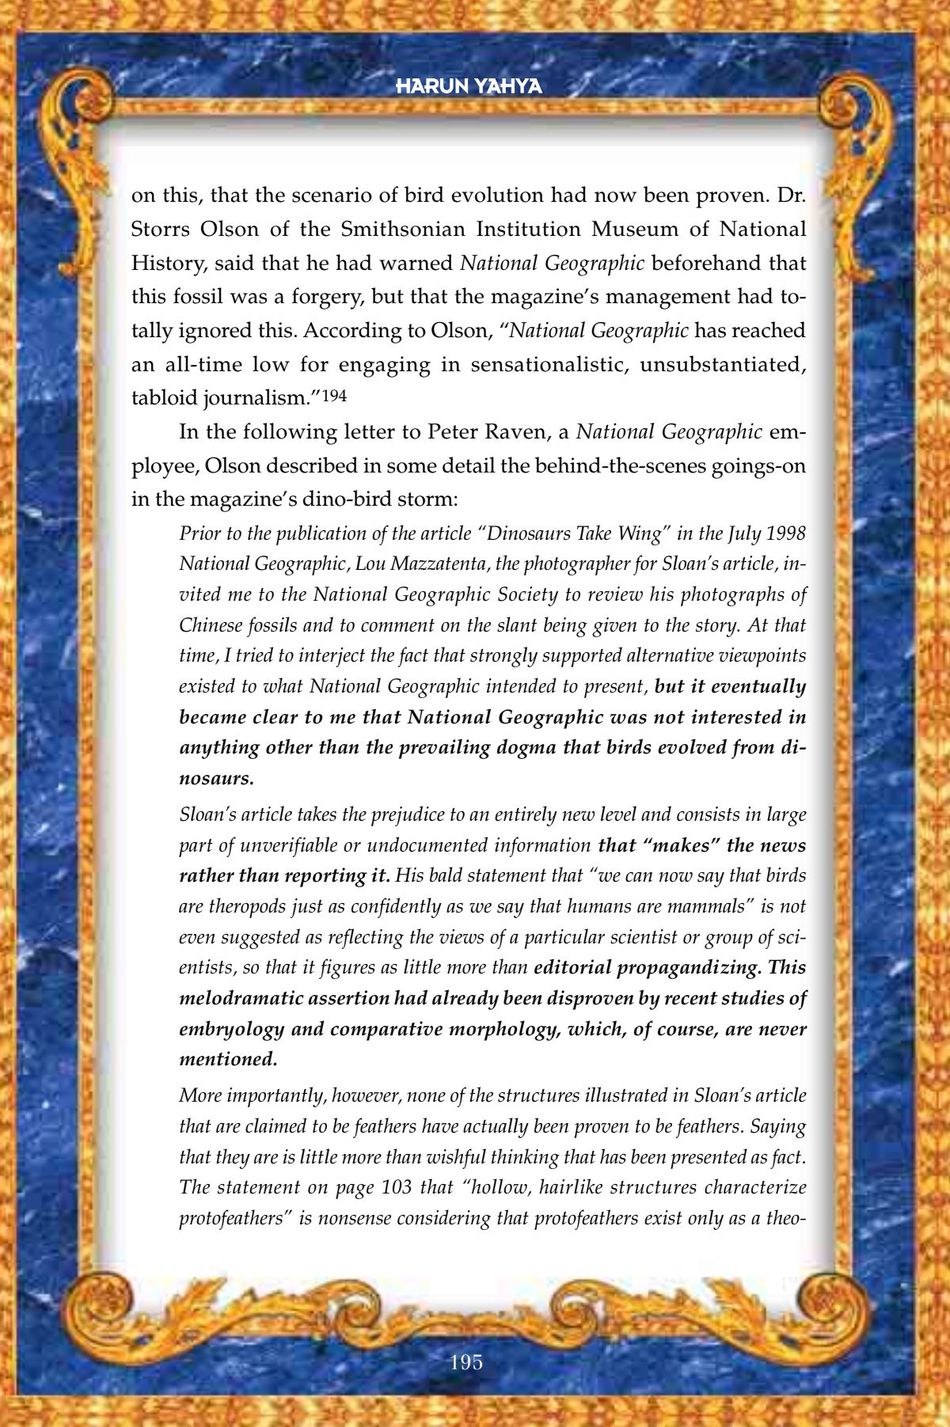 HARUN YAHYA
on this, that the scenario of bird evolution had now been proven. Dr.
Storrs Olson of the Smithsonian Institution Museum of National
History, said that he had warned National Geographic beforehand that
this fossil was a forgery, but that the magazine's management had to-
tally ignored this. According to Olson, “National Geographic has reached
an all-time low for engaging in sensationalistic, unsubstantiated,
tabloid journalism.”194
In the following letter to Peter Raven, a National Geographic em-
ployee, Olson described in some detail the behind-the-scenes goings-on
in the magazine's dino-bird storm:
Prior to the publication of the article “Dinosaurs Take Wing” in the July 1998
National Geographic, Lou Mazzatenta, the photographer for Sloan's article, in-
vited me to the National Geographic Society to review his photographs of
Chinese fossils and to comment on the slant being given to the story. At that
time, I tried to interject the fact that strongly supported alternative viewpoints
existed to what National Geographic intended to present, but it eventually
became clear to me that National Geographic was not interested in
anything other than the prevailing dogma that birds evolved from di-
nosaurs.
Sloan's article takes the prejudice to an entirely new level and consists in large
part of unverifiable or undocumented information that “makes” the news
rather than reporting it. His bald statement that “we can now say that birds
are theropods just as confidently as we say that humans are mammals” is not
even suggested as reflecting the views of a particular scientist or group of sci-
entists, so that it figures as little more than editorial propagandizing. This
melodramatic assertion had already been disproven by recent studies of
embryology and comparative morphology, which, of course, are never
mentioned.
More importantly, however, none of the structures illustrated in Sloan's article
that are claimed to be feathers have actually been proven to be feathers. Saying
that they are is little more than wishful thinking that has been presented as fact.
The statement on page 103 that “hollow, hairlike structures characterize
protofeathers” is nonsense considering that protofeathers exist only as a theo-
195